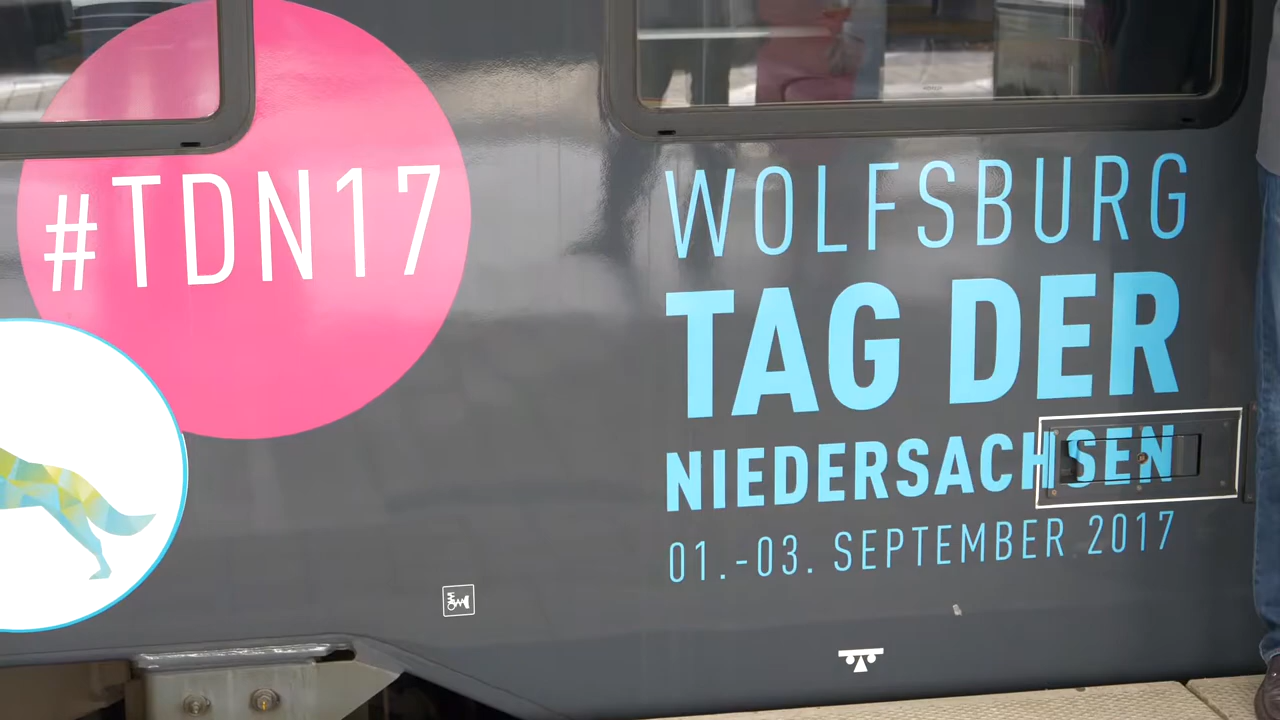 #TDN17
WOLFSBURG
TAG DER
NIEDERSACHSEN
01.-03. SEPTEMBER 2017